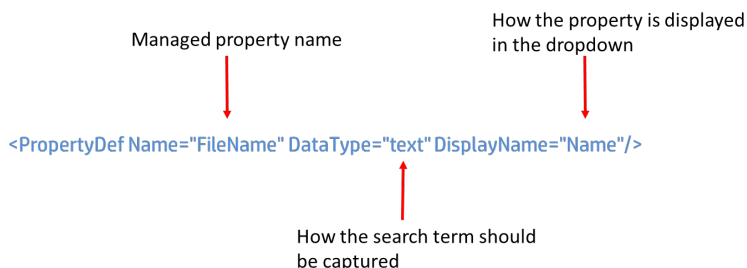 How the property is displayed
in the dropdown
Managed property name
<PropertyDef Name="FileName" DataType="text" DisplayName="Name"/>
How the search term should
be captured